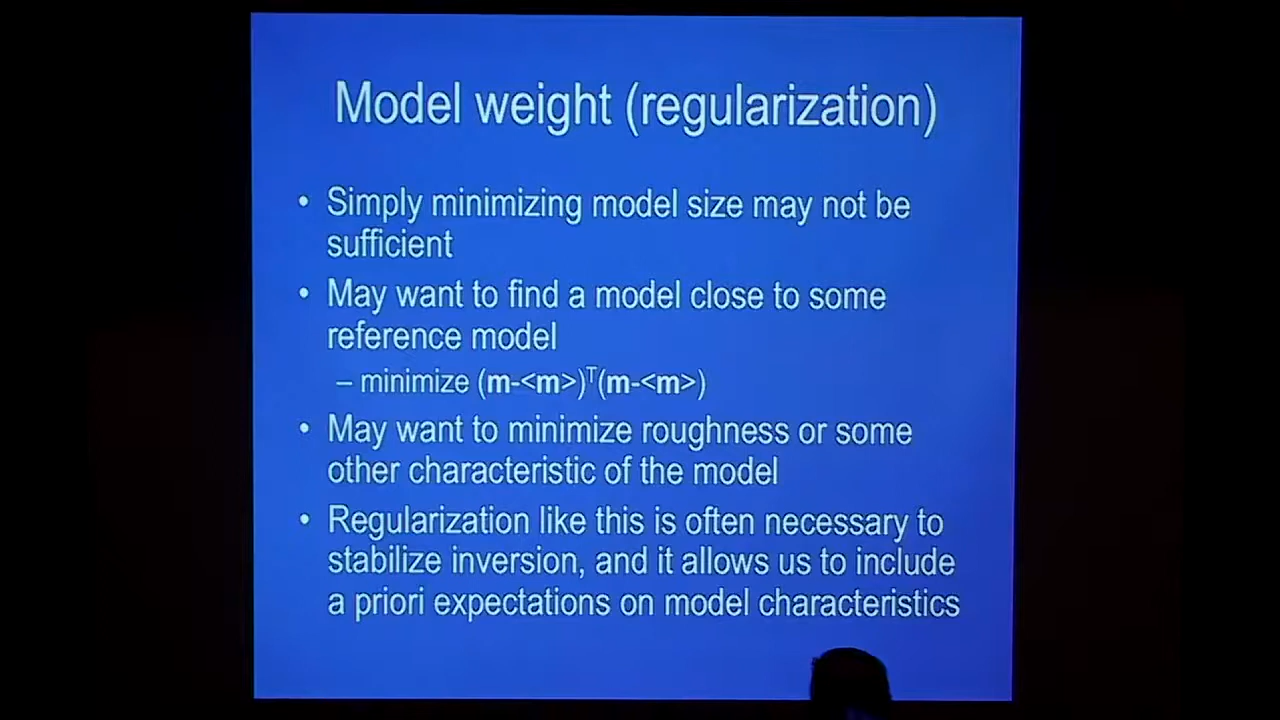 Model weight (regularization)
• Simply minimizing model size may not be
sufficient
• May want to find a model close to some
reference model
– minimize (m-<m>)ᵀ(m-<m>)
• May want to minimize roughness or some
other characteristic of the model
• Regularization like this is often necessary to
stabilize inversion, and it allows us to include
a priori expectations on model characteristics